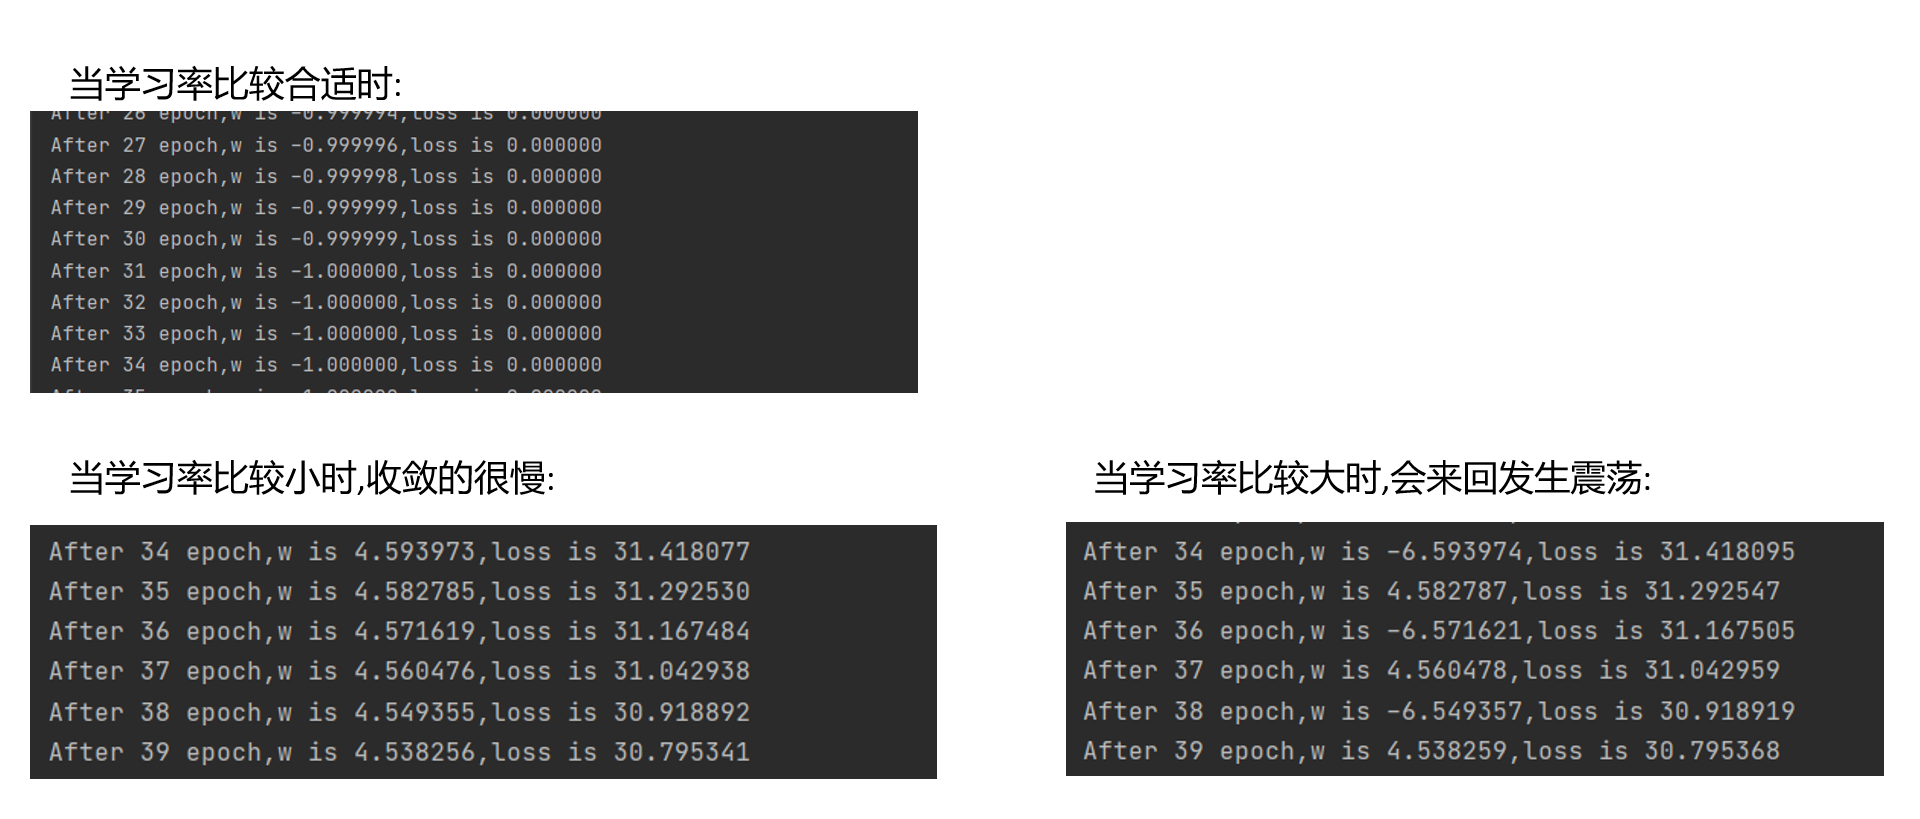 当学习率比较合适时:
After 26 epoch,w is -0.999994,loss is 0.000000
After 27 epoch,w is -0.999996,loss is 0.000000
After 28 epoch,w is -0.999998,loss is 0.000000
After 29 epoch,w is -0.999999,loss is 0.000000
After 30 epoch,w is -0.999999,loss is 0.000000
After 31 epoch,w is -1.000000,loss is 0.000000
After 32 epoch,w is -1.000000,loss is 0.000000
After 33 epoch,w is -1.000000,loss is 0.000000
After 34 epoch,w is -1.000000,loss is 0.000000
当学习率比较小时,收敛的很慢:
After 34 epoch,w is 4.593973,loss is 31.418077
After 35 epoch,w is 4.582785,loss is 31.292530
After 36 epoch,w is 4.571619,loss is 31.167484
After 37 epoch,w is 4.560476,loss is 31.042938
After 38 epoch,w is 4.549355,loss is 30.918892
After 39 epoch,w is 4.538256,loss is 30.795341
当学习率比较大时,会来回发生震荡:
After 34 epoch,w is -6.593974,loss is 31.418095
After 35 epoch,w is 4.582787,loss is 31.292547
After 36 epoch,w is -6.571621,loss is 31.167505
After 37 epoch,w is 4.560478,loss is 31.042959
After 38 epoch,w is -6.549357,loss is 30.918919
After 39 epoch,w is 4.538259,loss is 30.795368